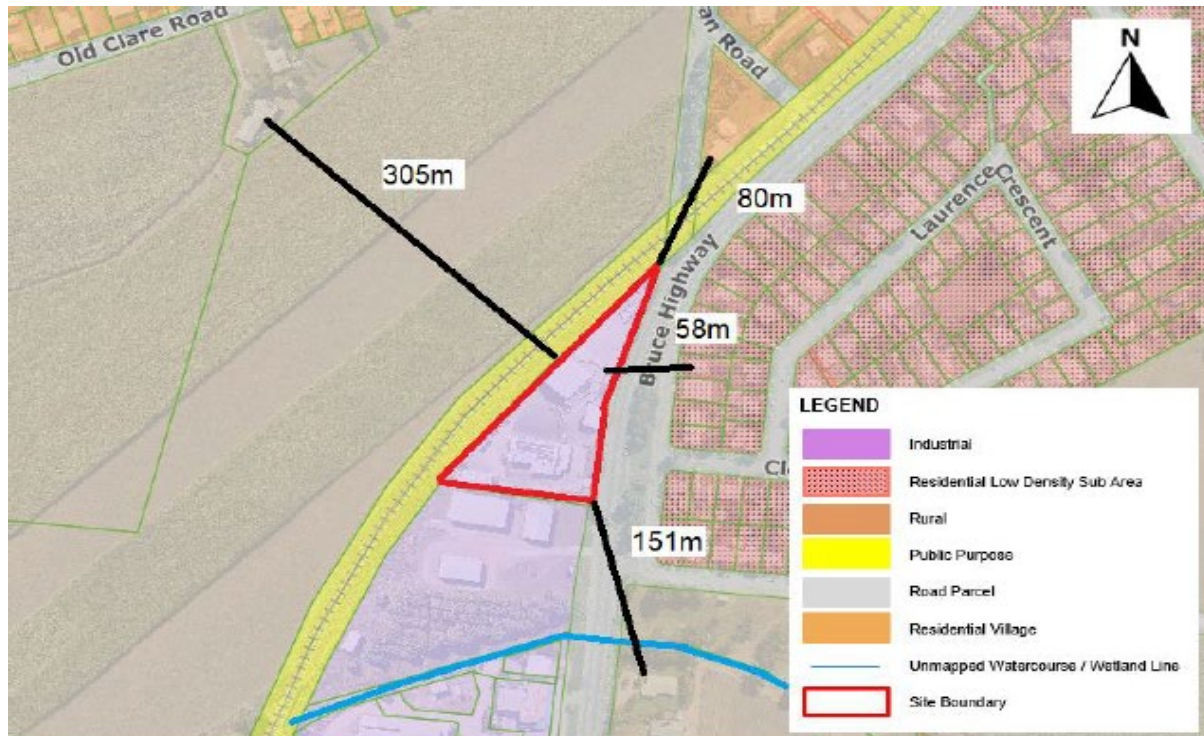 Old Clare Road
an Road
N
305m
80m
Laurence
Crescent
Bruce Highway
58m
LEGEND
Industrial
Cl
Residential Low Density Sub Area
Rural
151m
Public Purpose
Road Parcel
Residential Village
Unmapped Watercourse / Wetland Line
Site Boundary